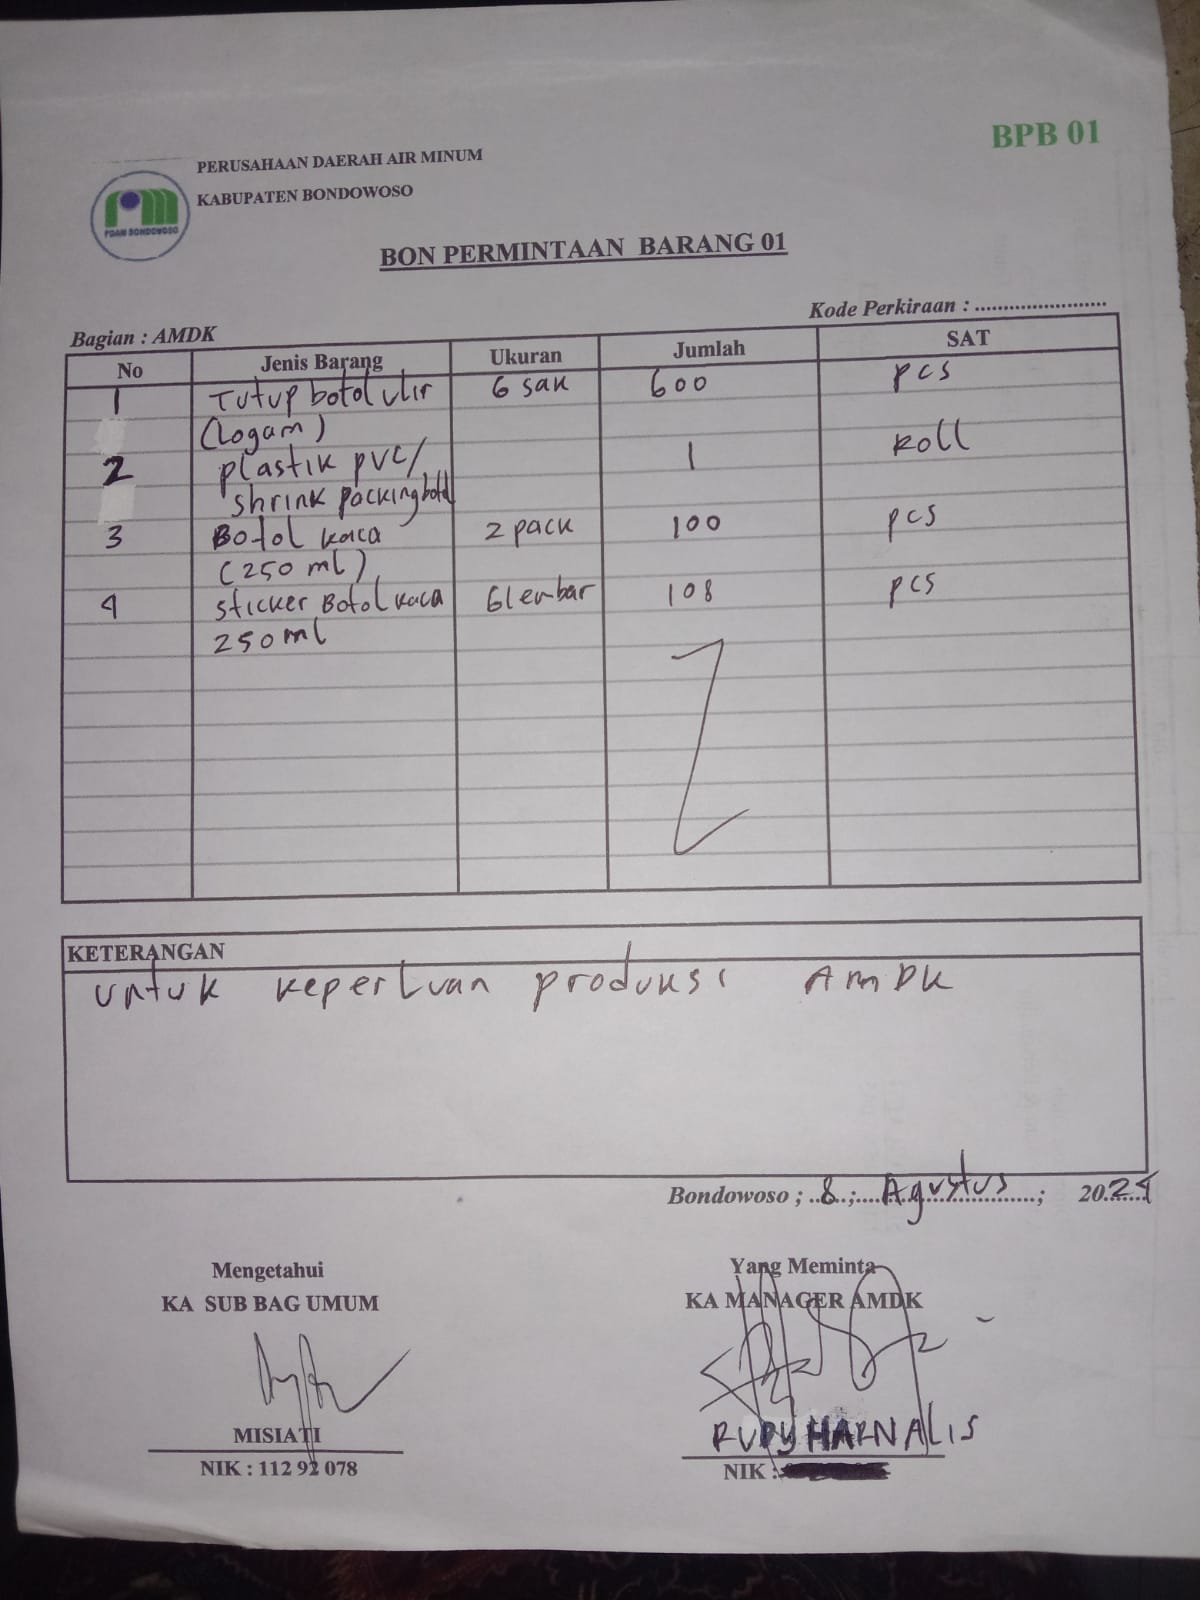 BPB 01
PERUSAHAAN DAERAH AIR MINUM
KABUPATEN BONDOWOSO
PDAM BONDOWOSO
BON PERMINTAAN BARANG 01
Kode Perkiraan : ........................
Bagian : AMDK
No Jenis Barang Ukuran Jumlah SAT
1 Tutup botol ulir 6 sak 600 pcs
(Logam)
2 plastik pvc/ 1 Roll
shrink packing botol
3 Botol kaca 2 pack 100 pcs
(250 ml)
4 sticker Botol kaca 6 lembar 108 pcs
250 ml
KETERANGAN
untuk keperluan produksi AMDK
Bondowoso ; 8 ; Agustus ; 2024
Mengetahui Yang Meminta
KA SUB BAG UMUM KA MANAGER AMDK
MISIATI RUDY HARNALIS
NIK : 112 92 078 NIK :